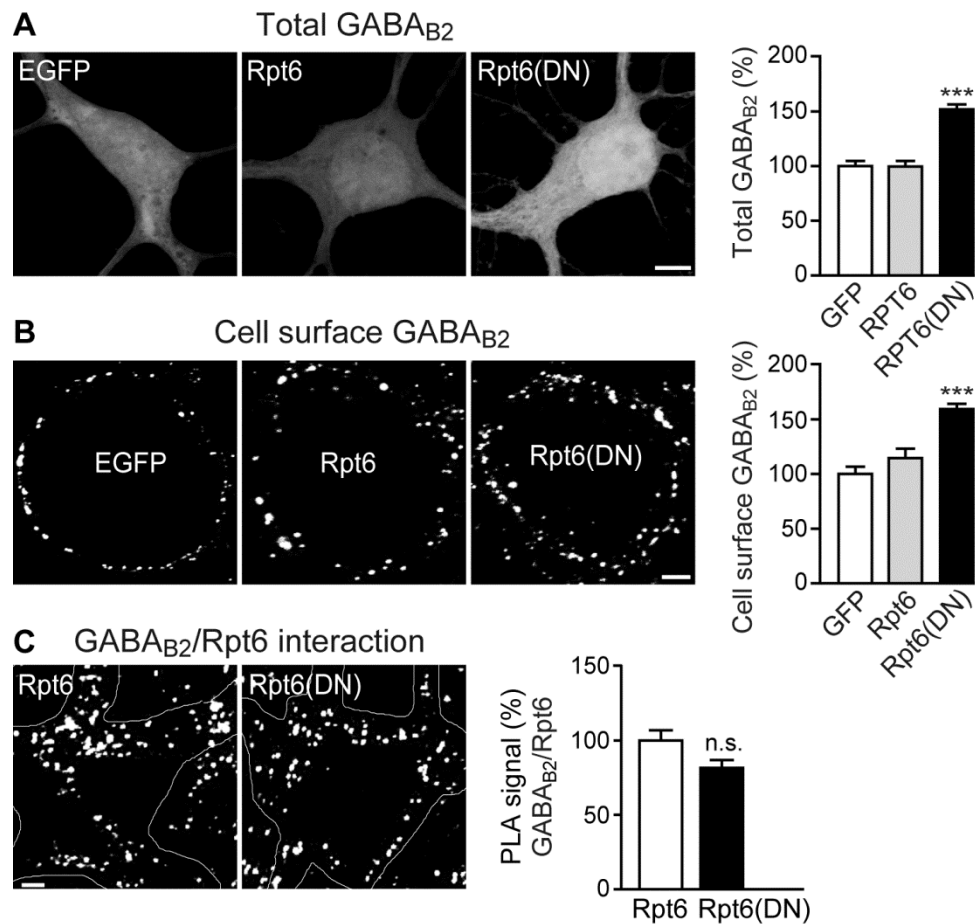 A Total GABAB2
EGFP
Rpt6
Rpt6(DN)
Total GABAB2 (%)
200
150
100
50
0
***
GFP
RPT6
RPT6(DN)
B Cell surface GABAB2
EGFP
Rpt6
Rpt6(DN)
Cell surface GABAB2 (%)
200
150
100
50
0
***
GFP
Rpt6
Rpt6(DN)
C GABAB2/Rpt6 interaction
Rpt6
Rpt6(DN)
PLA signal (%)
GABAB2/Rpt6
150
100
50
0
n.s.
Rpt6 Rpt6(DN)